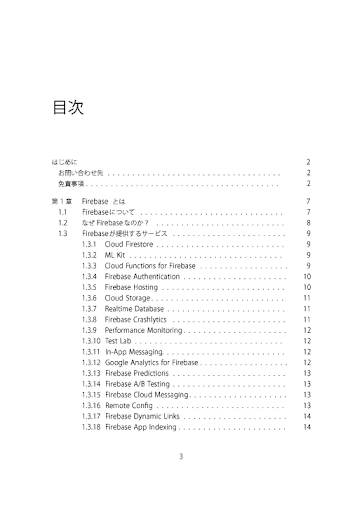 目次
はじめに 2
お問い合わせ先 2
免責事項 2
第1章 Firebase とは 7
1.1 Firebaseについて 7
1.2 なぜFirebaseなのか？ 8
1.3 Firebaseが提供するサービス 9
1.3.1 Cloud Firestore 9
1.3.2 ML Kit 9
1.3.3 Cloud Functions for Firebase 9
1.3.4 Firebase Authentication 10
1.3.5 Firebase Hosting 10
1.3.6 Cloud Storage 11
1.3.7 Realtime Database 11
1.3.8 Firebase Crashlytics 11
1.3.9 Performance Monitoring 12
1.3.10 Test Lab 12
1.3.11 In-App Messaging 12
1.3.12 Google Analytics for Firebase 12
1.3.13 Firebase Predictions 13
1.3.14 Firebase A/B Testing 13
1.3.15 Firebase Cloud Messaging 13
1.3.16 Remote Config 13
1.3.17 Firebase Dynamic Links 14
1.3.18 Firebase App Indexing 14
3